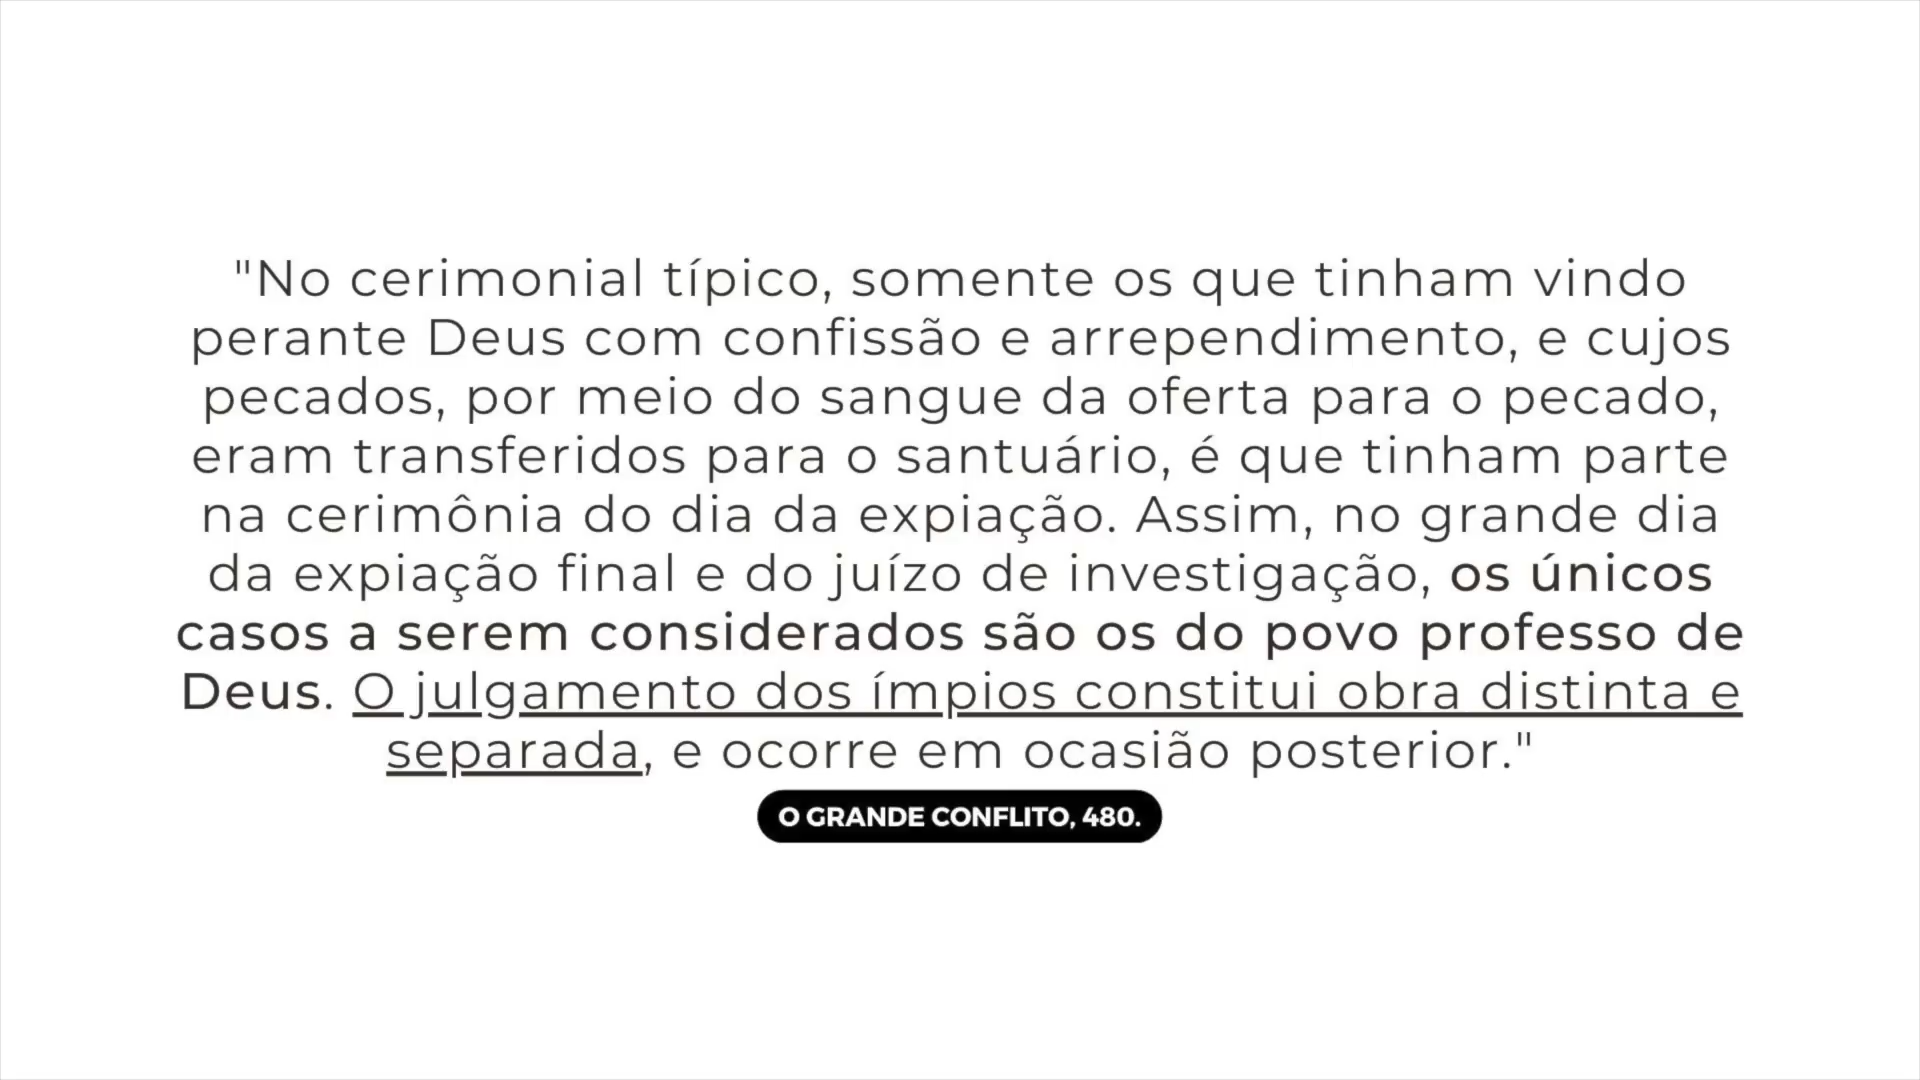 "No cerimonial típico, somente os que tinham vindo
perante Deus com confissão e arrependimento, e cujos
pecados, por meio do sangue da oferta para o pecado,
eram transferidos para o santuário, é que tinham parte
na cerimônia do dia da expiação. Assim, no grande dia
da expiação final e do juízo de investigação, os únicos
casos a serem considerados são os do povo professo de
Deus. O julgamento dos ímpios constitui obra distinta e
separada, e ocorre em ocasião posterior."
O GRANDE CONFLITO, 480.